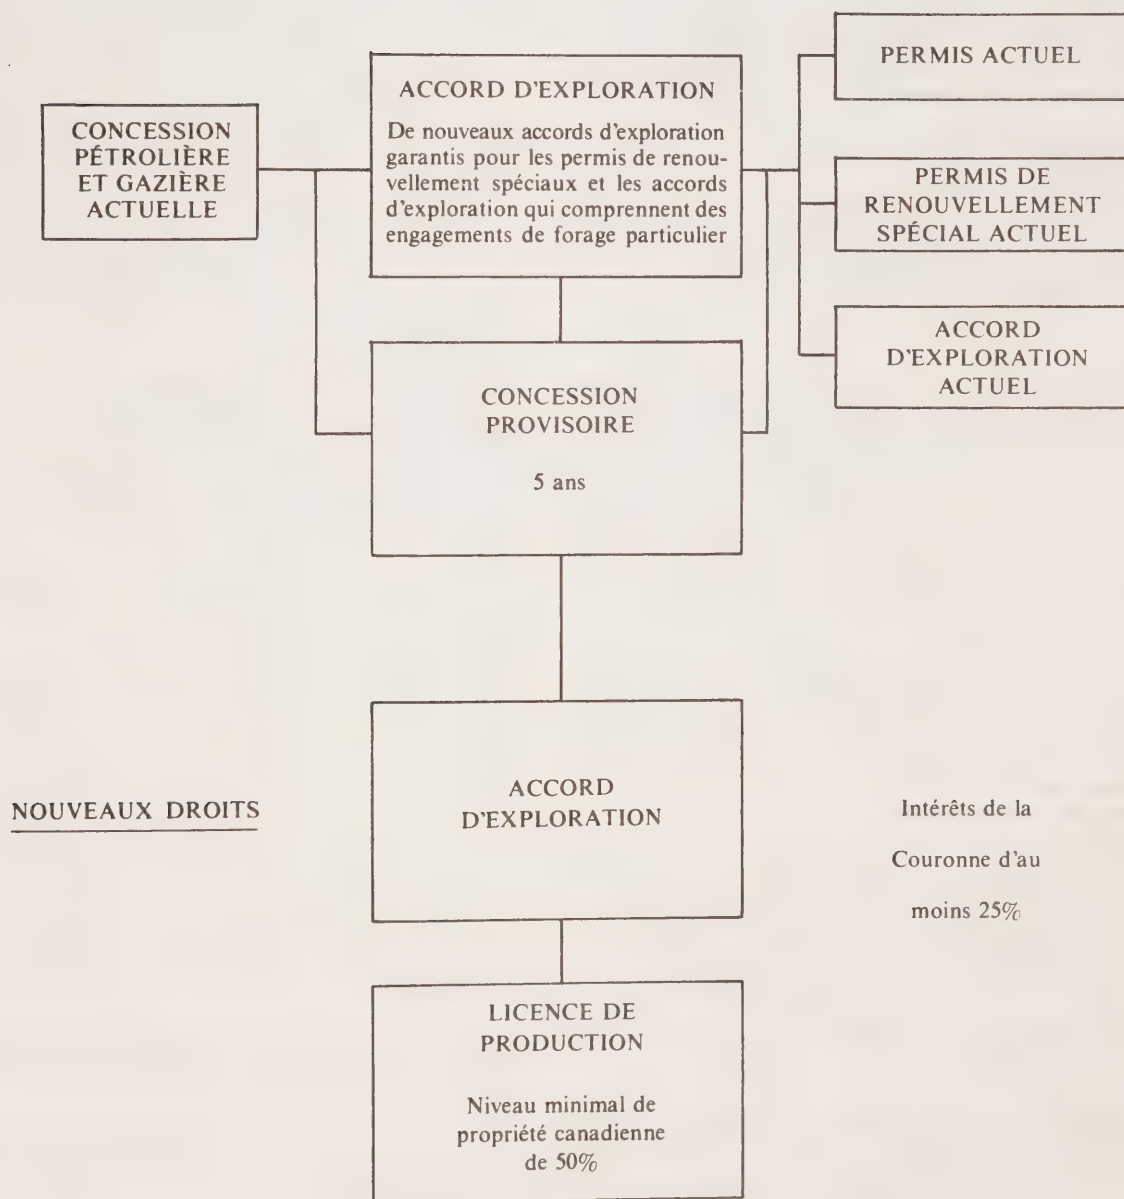 CONCESSION
PÉTROLIÈRE
ET GAZIÈRE
ACTUELLE
ACCORD D'EXPLORATION
De nouveaux accords d'exploration
garantis pour les permis de renou-
vellement spéciaux et les accords
d'exploration qui comprennent des
engagements de forage particulier
PERMIS ACTUEL
PERMIS DE
RENOUVELLEMENT
SPÉCIAL ACTUEL
ACCORD
D'EXPLORATION
ACTUEL
CONCESSION
PROVISOIRE
5 ans
NOUVEAUX DROITS
ACCORD
D'EXPLORATION
Intérêts de la
Couronne d'au
moins 25%
LICENCE DE
PRODUCTION
Niveau minimal de
propriété canadienne
de 50%